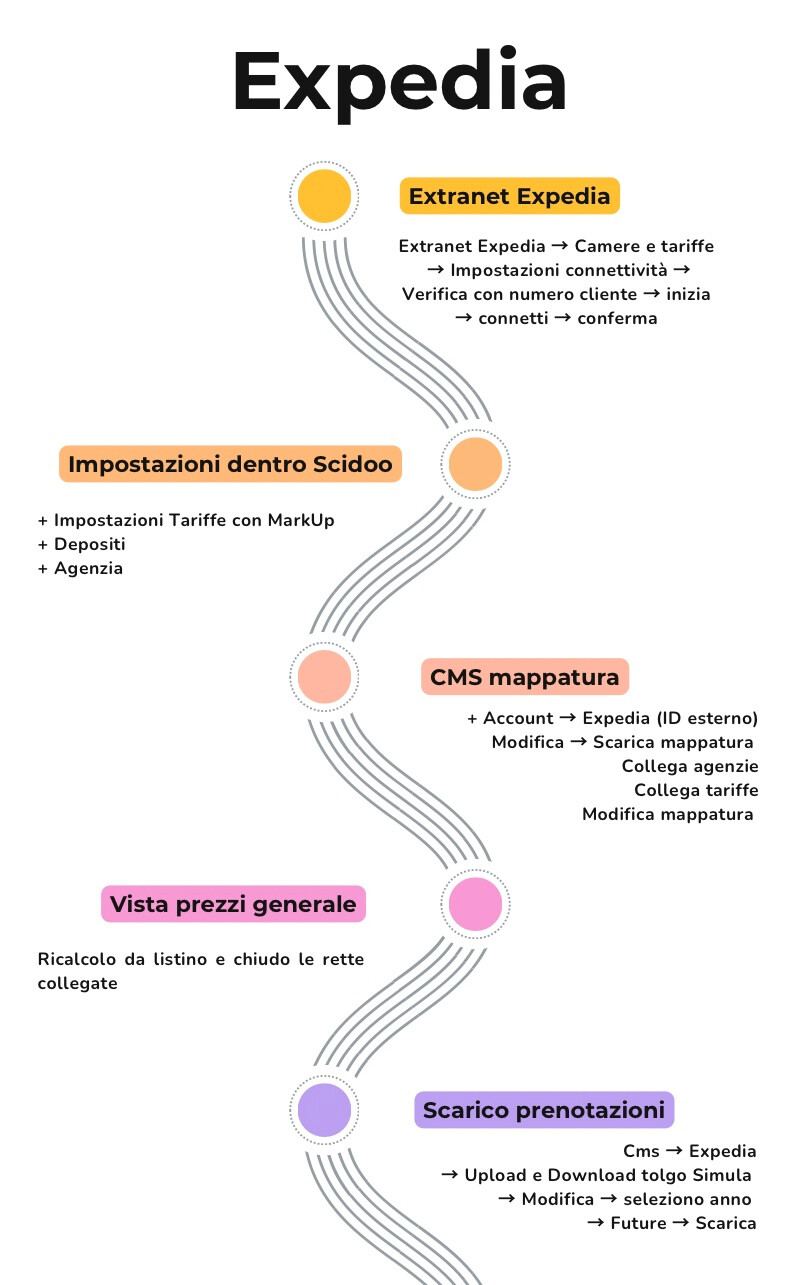 Expedia
Extranet Expedia
Extranet Expedia → Camere e tariffe
→ Impostazioni connettività →
Verifica con numero cliente → inizia
→ connetti → conferma
Impostazioni dentro Scidoo
+ Impostazioni Tariffe con MarkUp
+ Depositi
+ Agenzia
CMS mappatura
+ Account → Expedia (ID esterno)
Modifica → Scarica mappatura
Collega agenzie
Collega tariffe
Modifica mappatura
Vista prezzi generale
Ricalcolo da listino e chiudo le rette
collegate
Scarico prenotazioni
Cms → Expedia
→ Upload e Download tolgo Simula
→ Modifica → seleziono anno
→ Future → Scarica